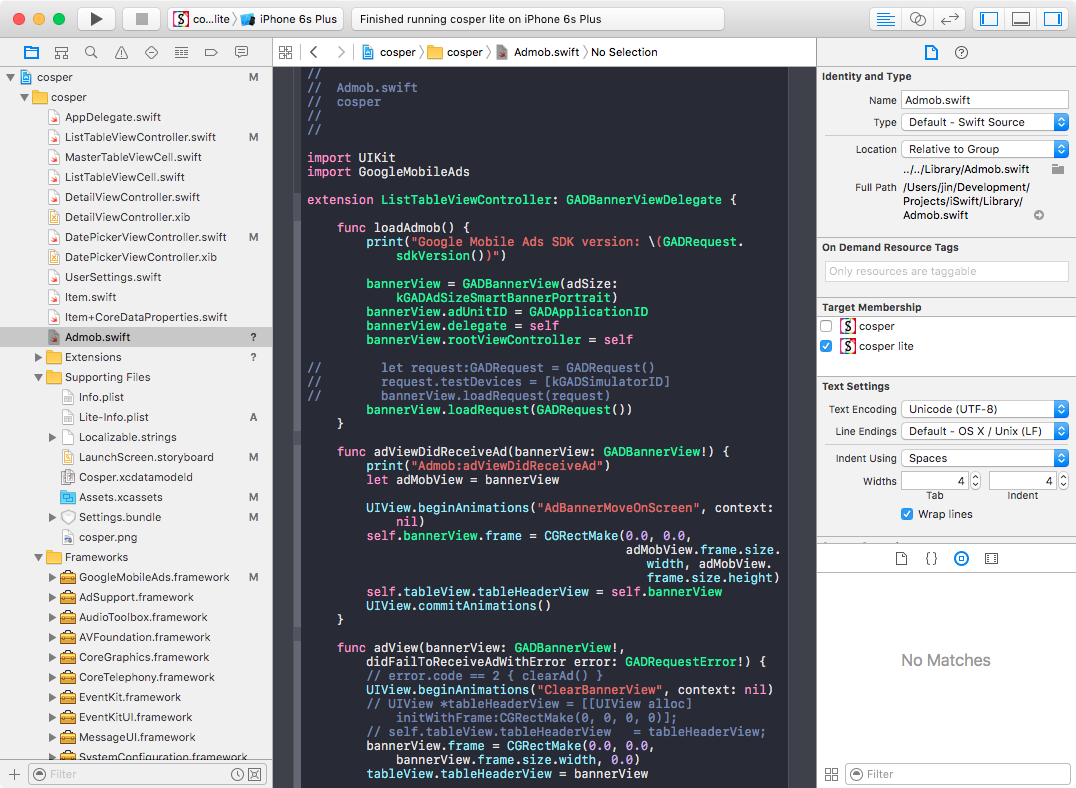 co...lite
iPhone 6s Plus
Finished running cosper lite on iPhone 6s Plus
cosper M
cosper
AppDelegate.swift
ListTableViewController.swift M
MasterTableViewCell.swift
ListTableViewCell.swift
DetailViewController.swift
DetailViewController.xib
DatePickerViewController.swift M
DatePickerViewController.xib
UserSettings.swift
Item.swift
Item+CoreDataProperties.swift
Admob.swift ?
Extensions ?
Supporting Files
Info.plist
Lite-Info.plist A
Localizable.strings
LaunchScreen.storyboard M
Cosper.xcdatamodeld
Assets.xcassets M
Settings.bundle M
cosper.png
Frameworks
GoogleMobileAds.framework M
AdSupport.framework
AudioToolbox.framework
AVFoundation.framework
CoreGraphics.framework
CoreTelephony.framework
EventKit.framework
EventKitUI.framework
MessageUI.framework
SystemConfiguration.framework
Filter
cosper cosper Admob.swift No Selection
//
//  Admob.swift
//  cosper
//
//
import UIKit
import GoogleMobileAds
extension ListTableViewController: GADBannerViewDelegate {
func loadAdmob() {
print("Google Mobile Ads SDK version: \(GADRequest.
sdkVersion())")
bannerView = GADBannerView(adSize:
kGADAdSizeSmartBannerPortrait)
bannerView.adUnitID = GADApplicationID
bannerView.delegate = self
bannerView.rootViewController = self
//        let request:GADRequest = GADRequest()
//        request.testDevices = [kGADSimulatorID]
//        bannerView.loadRequest(request)
bannerView.loadRequest(GADRequest())
}
func adViewDidReceiveAd(bannerView: GADBannerView!) {
print("Admob:adViewDidReceiveAd")
let adMobView = bannerView
UIView.beginAnimations("AdBannerMoveOnScreen", context:
nil)
self.bannerView.frame = CGRectMake(0.0, 0.0,
adMobView.frame.size.
width, adMobView.
frame.size.height)
self.tableView.tableHeaderView = self.bannerView
UIView.commitAnimations()
}
func adView(bannerView: GADBannerView!,
didFailToReceiveAdWithError error: GADRequestError!) {
// error.code == 2 { clearAd() }
UIView.beginAnimations("ClearBannerView", context: nil)
// UIView *tableHeaderView = [[UIView alloc]
initWithFrame:CGRectMake(0, 0, 0, 0)];
// self.tableView.tableHeaderView   = tableHeaderView;
bannerView.frame = CGRectMake(0.0, 0.0,
bannerView.frame.size.width, 0.0)
tableView.tableHeaderView = bannerView
Identity and Type
Name Admob.swift
Type Default - Swift Source
Location Relative to Group
../../Library/Admob.swift
Full Path /Users/jin/Development/
Projects/iSwift/Library/
Admob.swift
On Demand Resource Tags
Only resources are taggable
Target Membership
cosper
cosper lite
Text Settings
Text Encoding Unicode (UTF-8)
Line Endings Default - OS X / Unix (LF)
Indent Using Spaces
Widths 4 4
Tab Indent
Wrap lines
{ }
No Matches
Filter